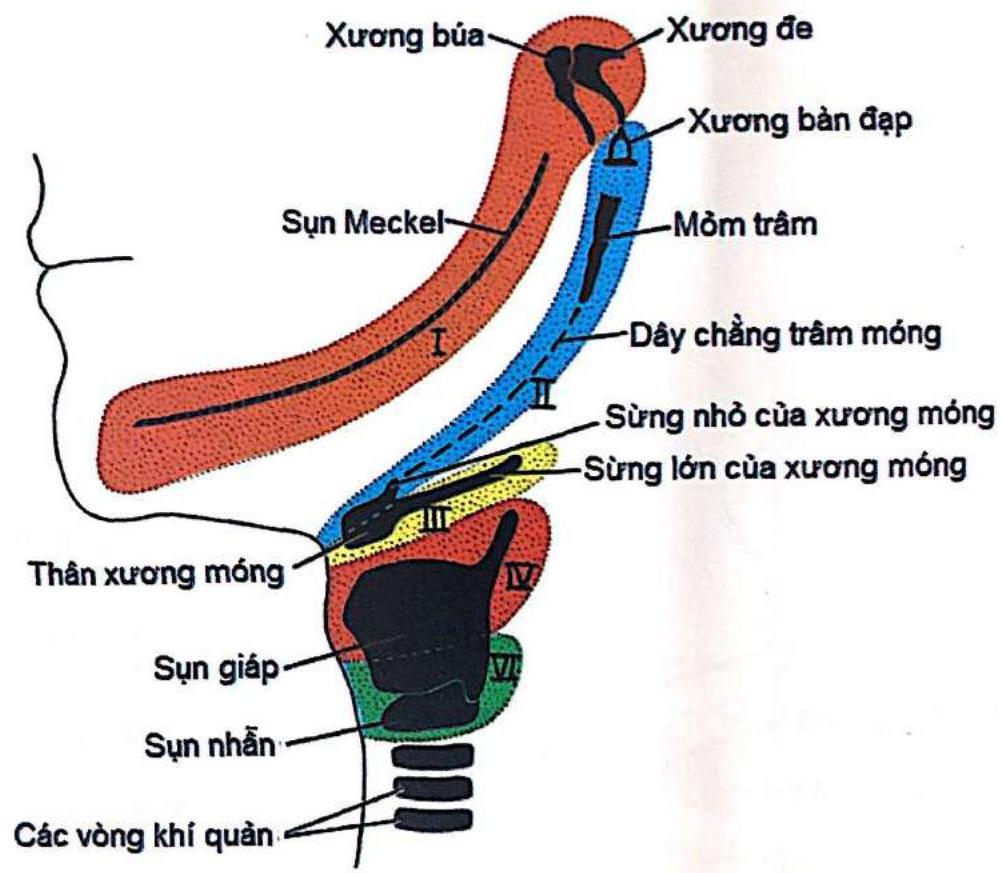 Xương búa
Xương đe
Xương bàn đạp
Sụn Meckel
Mỏm trâm
I
Dây chằng trâm móng
II
Sừng nhỏ của xương móng
Sừng lớn của xương móng
III
Thân xương móng
IV
Sụn giáp
VI
Sụn nhẫn
Các vòng khí quản